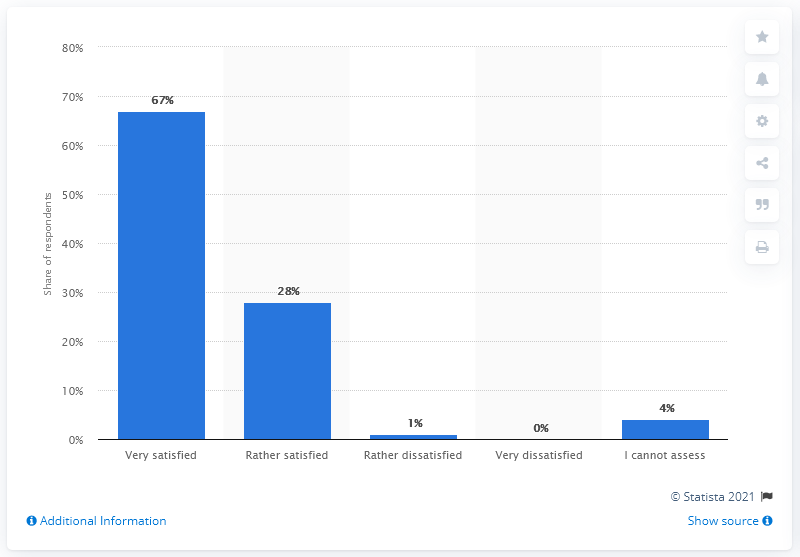 80%
70%
60%
50%
40%
30%
20%
10%
0%
Share of respondents
67%
28%
1%
0%
4%
Very satisfied
Rather satisfied
Rather dissatisfied
Very dissatisfied
I cannot assess
© Statista 2021
Additional Information
Show source